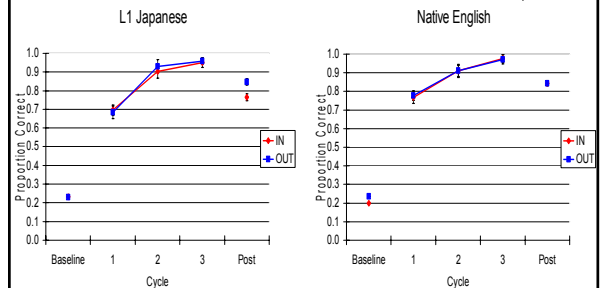 L1 Japanese
Proportion Correct
1.0
0.9
0.8
0.7
0.6
0.5
0.4
0.3
0.2
0.1
0.0
Baseline 1 2 3 Post
Cycle
IN
OUT
Native English
Proportion Correct
1.0
0.9
0.8
0.7
0.6
0.5
0.4
0.3
0.2
0.1
0.0
Baseline 1 2 3 Post
Cycle
IN
OUT